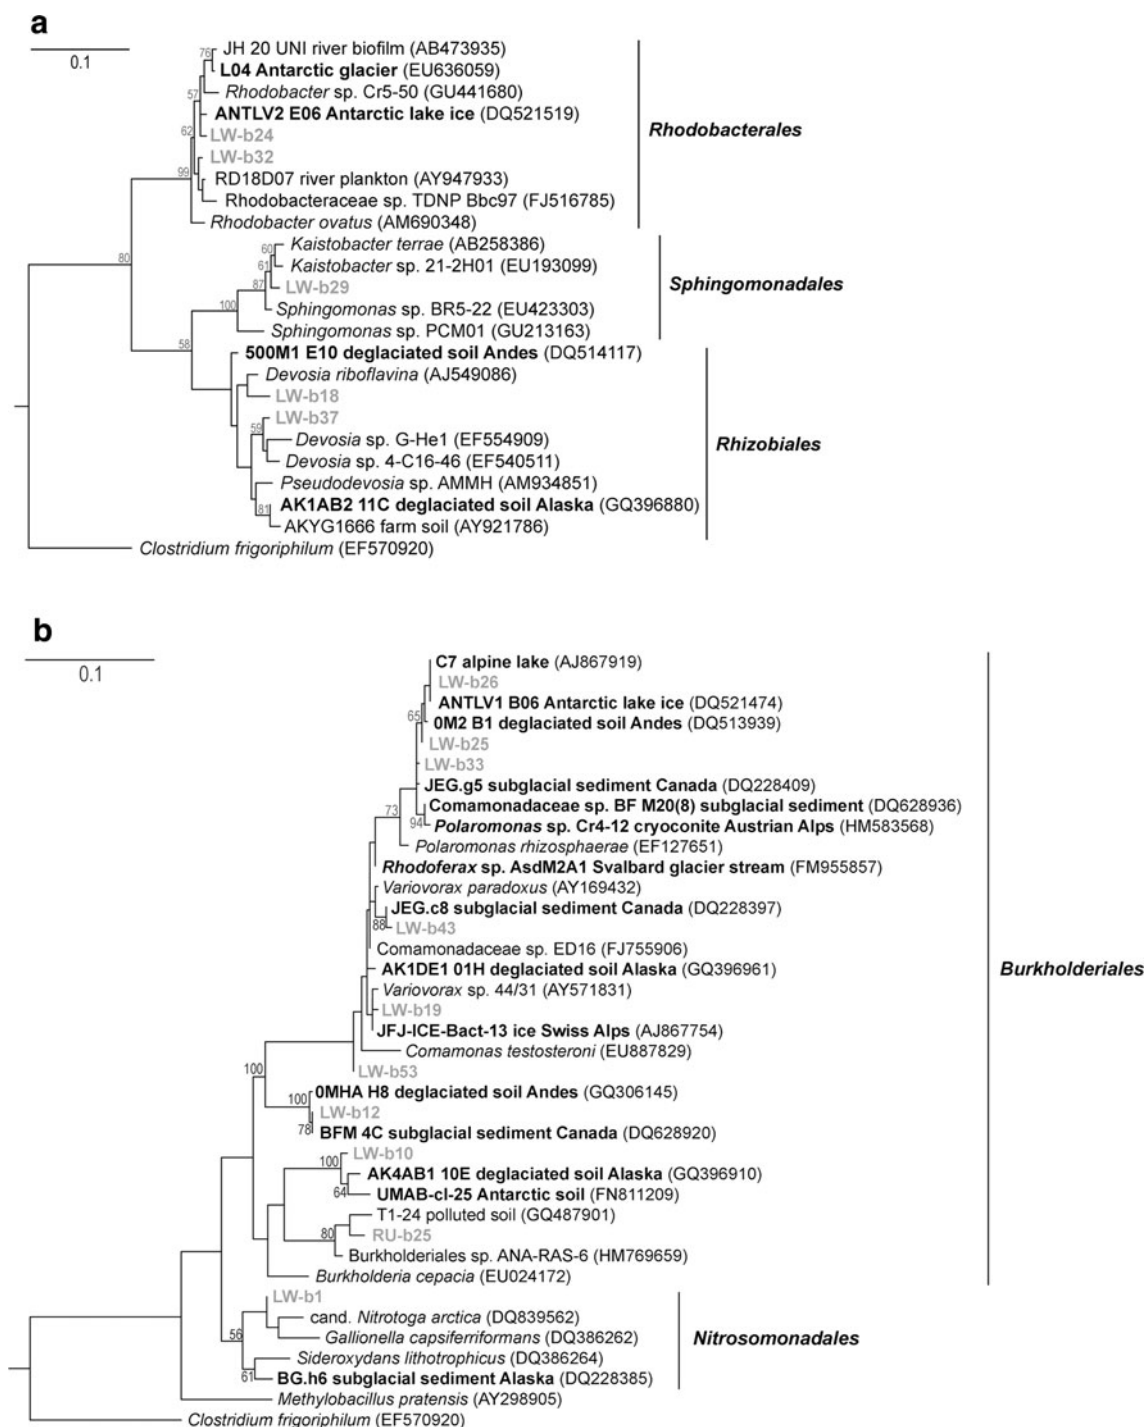 a
0.1
76
JH 20 UNI river biofilm (AB473935)
L04 Antarctic glacier (EU636059)
57
Rhodobacter sp. Cr5-50 (GU441680)
ANTLV2 E06 Antarctic lake ice (DQ521519)
62
LW-b24
Rhodobacterales
LW-b32
99
RD18D07 river plankton (AY947933)
Rhodobacteraceae sp. TDNP Bbc97 (FJ516785)
Rhodobacter ovatus (AM690348)
80
60
Kaistobacter terrae (AB258386)
61
Kaistobacter sp. 21-2H01 (EU193099)
87
LW-b29
Sphingomonadales
100
Sphingomonas sp. BR5-22 (EU423303)
Sphingomonas sp. PCM01 (GU213163)
58
500M1 E10 deglaciated soil Andes (DQ514117)
Devosia riboflavina (AJ549086)
LW-b18
LW-b37
59
Devosia sp. G-He1 (EF554909)
Rhizobiales
Devosia sp. 4-C16-46 (EF540511)
Pseudodevosia sp. AMMH (AM934851)
81
AK1AB2 11C deglaciated soil Alaska (GQ396880)
AKYG1666 farm soil (AY921786)
Clostridium frigoriphilum (EF570920)
b
0.1
C7 alpine lake (AJ867919)
LW-b26
ANTLV1 B06 Antarctic lake ice (DQ521474)
65
0M2 B1 deglaciated soil Andes (DQ513939)
LW-b25
LW-b33
JEG.g5 subglacial sediment Canada (DQ228409)
73
Comamonadaceae sp. BF M20(8) subglacial sediment (DQ628936)
94
Polaromonas sp. Cr4-12 cryoconite Austrian Alps (HM583568)
Polaromonas rhizosphaerae (EF127651)
Rhodoferax sp. AsdM2A1 Svalbard glacier stream (FM955857)
Variovorax paradoxus (AY169432)
JEG.c8 subglacial sediment Canada (DQ228397)
88
LW-b43
Comamonadaceae sp. ED16 (FJ755906)
AK1DE1 01H deglaciated soil Alaska (GQ396961)
Burkholderiales
Variovorax sp. 44/31 (AY571831)
LW-b19
JFJ-ICE-Bact-13 ice Swiss Alps (AJ867754)
Comamonas testosteroni (EU887829)
100
LW-b53
100
0MHA H8 deglaciated soil Andes (GQ306145)
LW-b12
78
BFM 4C subglacial sediment Canada (DQ628920)
LW-b10
100
AK4AB1 10E deglaciated soil Alaska (GQ396910)
64
UMAB-cl-25 Antarctic soil (FN811209)
T1-24 polluted soil (GQ487901)
80
RU-b25
Burkholderiales sp. ANA-RAS-6 (HM769659)
Burkholderia cepacia (EU024172)
LW-b1
cand. Nitrotoga arctica (DQ839562)
56
Gallionella capsiferriformans (DQ386262)
Nitrosomonadales
Sideroxydans lithotrophicus (DQ386264)
61
BG.h6 subglacial sediment Alaska (DQ228385)
Methylobacillus pratensis (AY298905)
Clostridium frigoriphilum (EF570920)